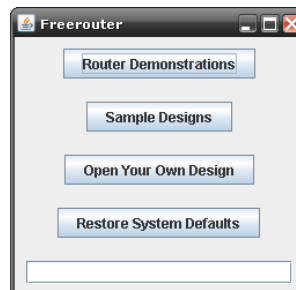 Freerouter
Router Demonstrations
Sample Designs
Open Your Own Design
Restore System Defaults